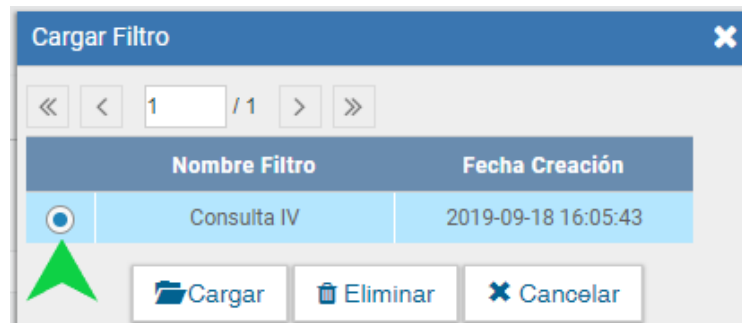 Cargar Filtro
1 / 1
Nombre Filtro Fecha Creación
Consulta IV 2019-09-18 16:05:43
Cargar Eliminar Cancelar